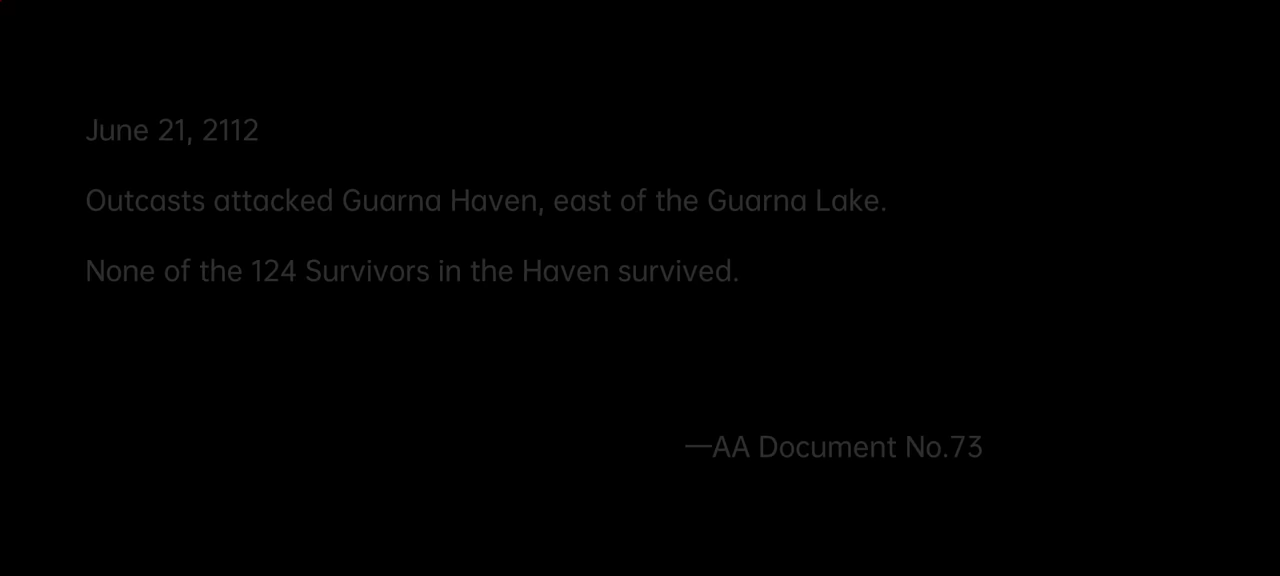 June 21, 2112
Outcasts attacked Guarna Haven, east of the Guarna Lake.
None of the 124 Survivors in the Haven survived.
—AA Document No.73